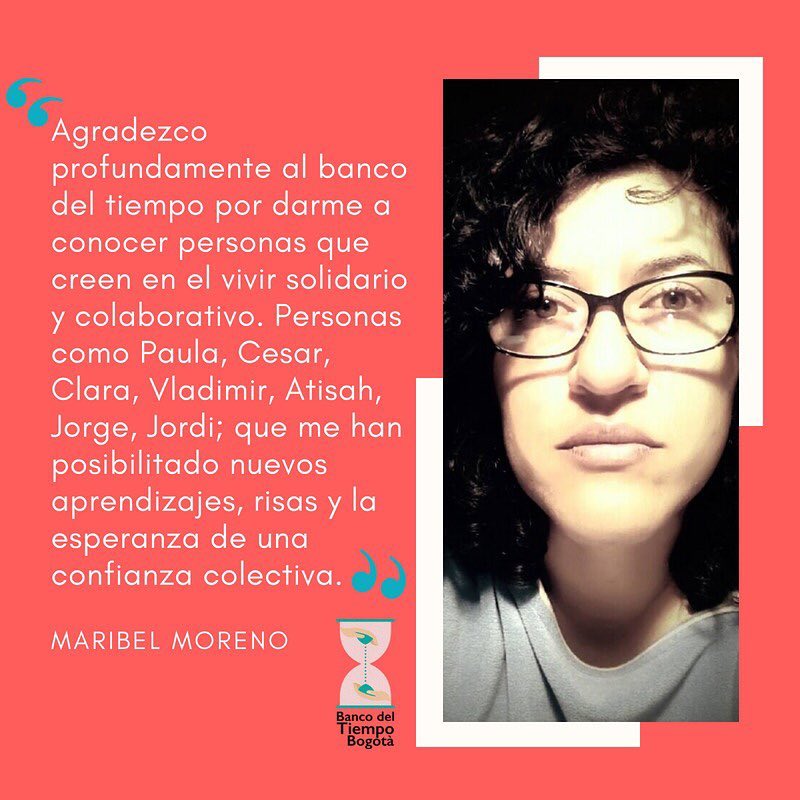 “
Agradezco
profundamente al banco
del tiempo por darme a
conocer personas que
creen en el vivir solidario
y colaborativo. Personas
como Paula, Cesar,
Clara, Vladimir, Atisah,
Jorge, Jordi; que me han
posibilitado nuevos
aprendizajes, risas y la
esperanza de una
confianza colectiva. ”
MARIBEL MORENO
Banco del
Tiempo
Bogotà